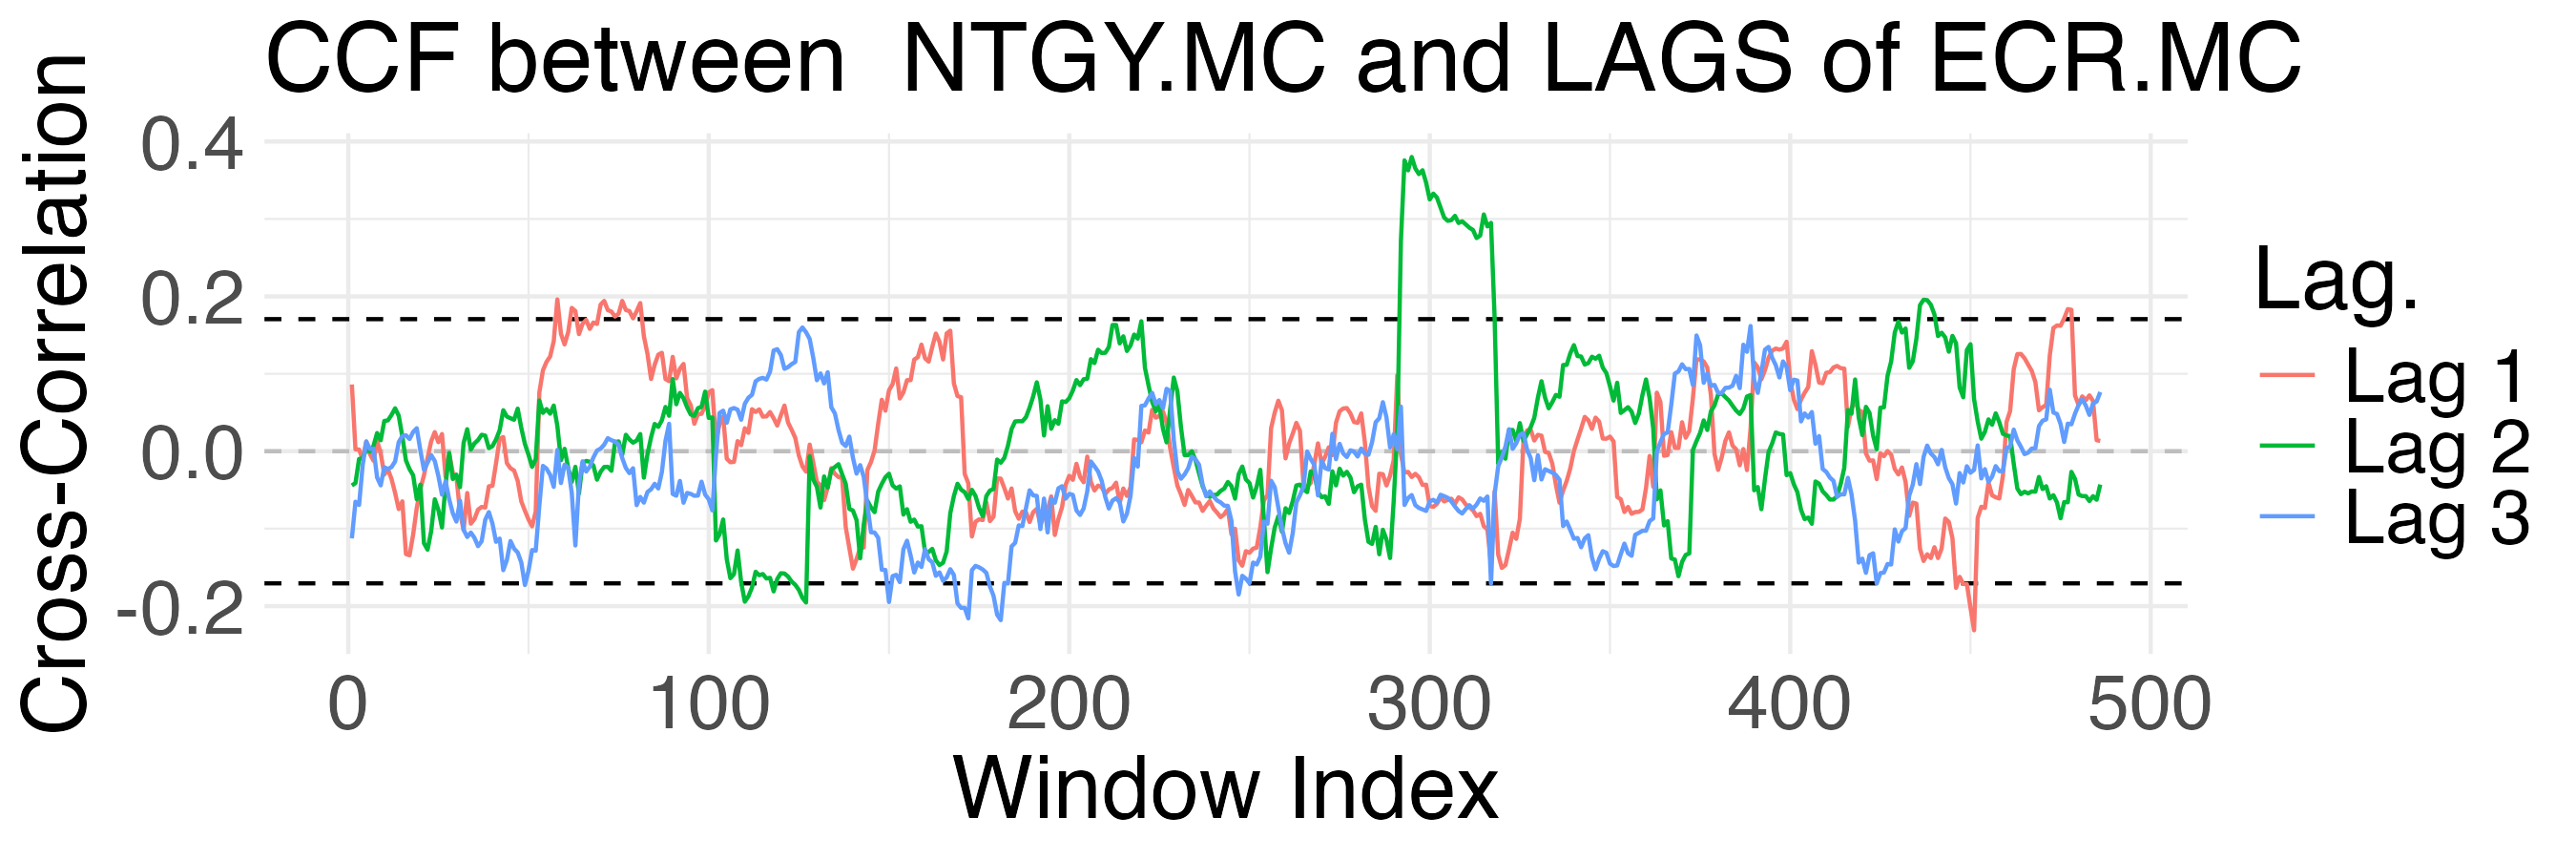 CCF between  NTGY.MC and LAGS of ECR.MC
Cross-Correlation
0.4
0.2
0.0
-0.2
0 100 200 300 400 500
Window Index
Lag.
Lag 1
Lag 2
Lag 3